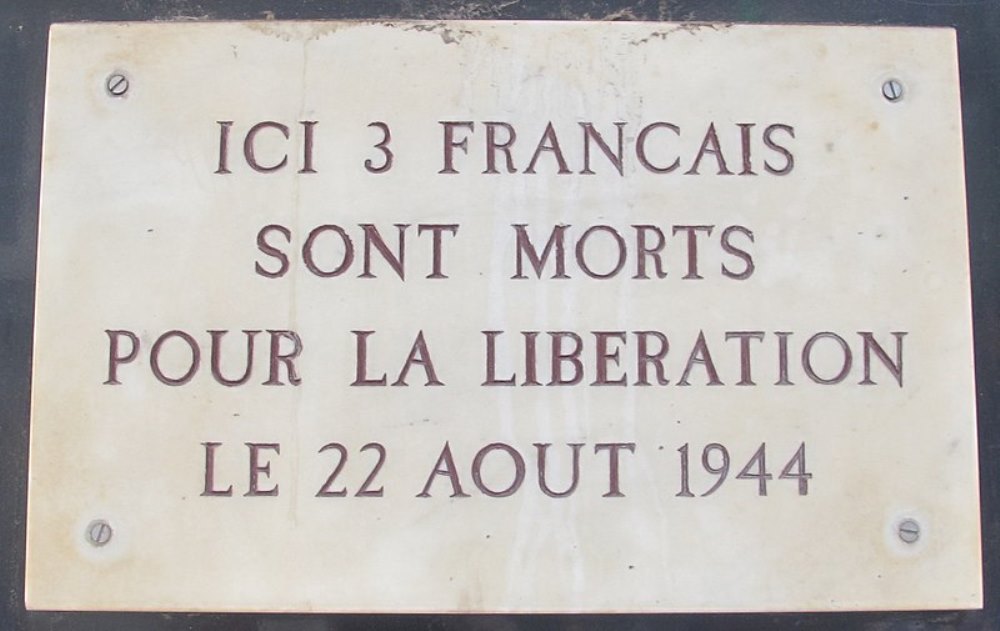 ICI 3 FRANCAIS
SONT MORTS
POUR LA LIBERATION
LE 22 AOUT 1944